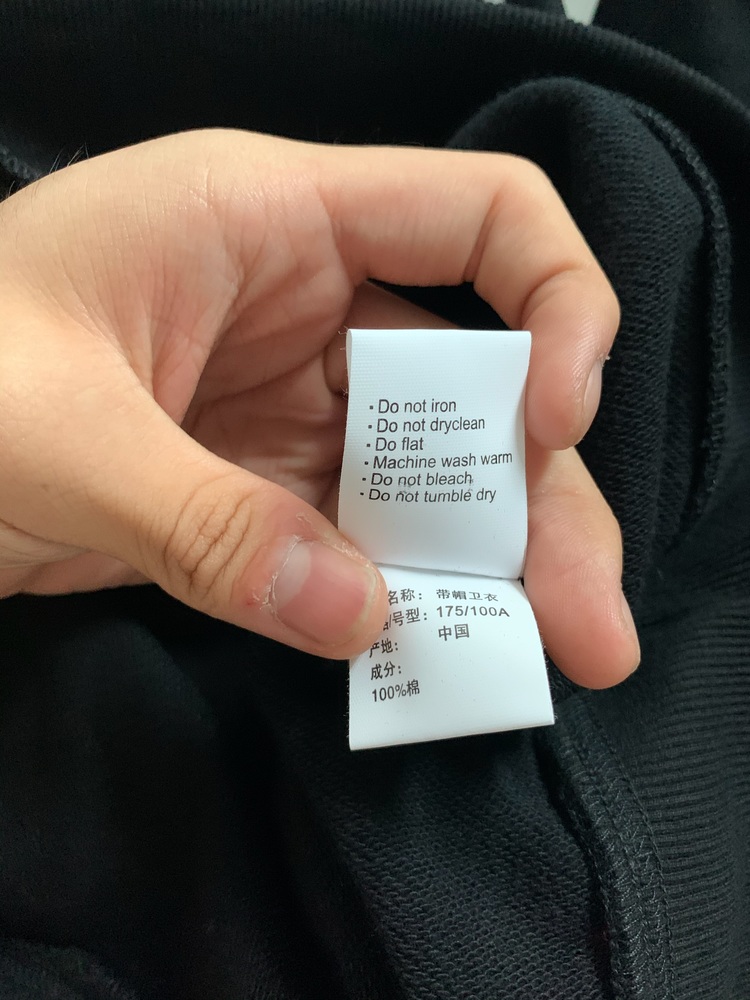 · Do not iron
· Do not dryclean
· Do flat
· Machine wash warm
· Do not bleach
· Do not tumble dry
名称： 带帽卫衣
号型： 175/100A
产地： 中国
成分：
100%棉